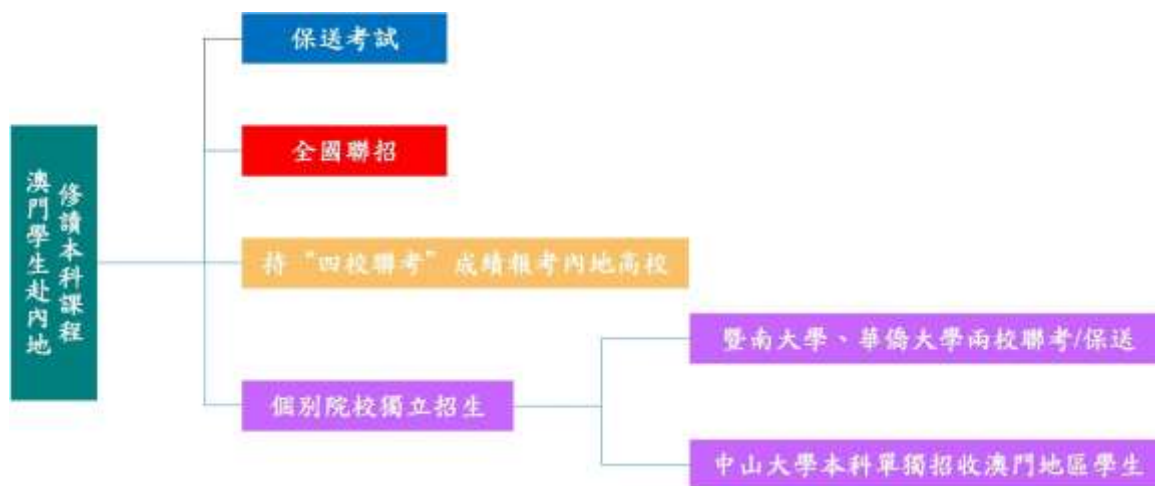 澳門學生赴內地
修讀本科課程
保送考試
全國聯招
持“四校聯考”成績報考內地高校
個別院校獨立招生
暨南大學、華僑大學兩校聯考/保送
中山大學本科單獨招收澳門地區學生